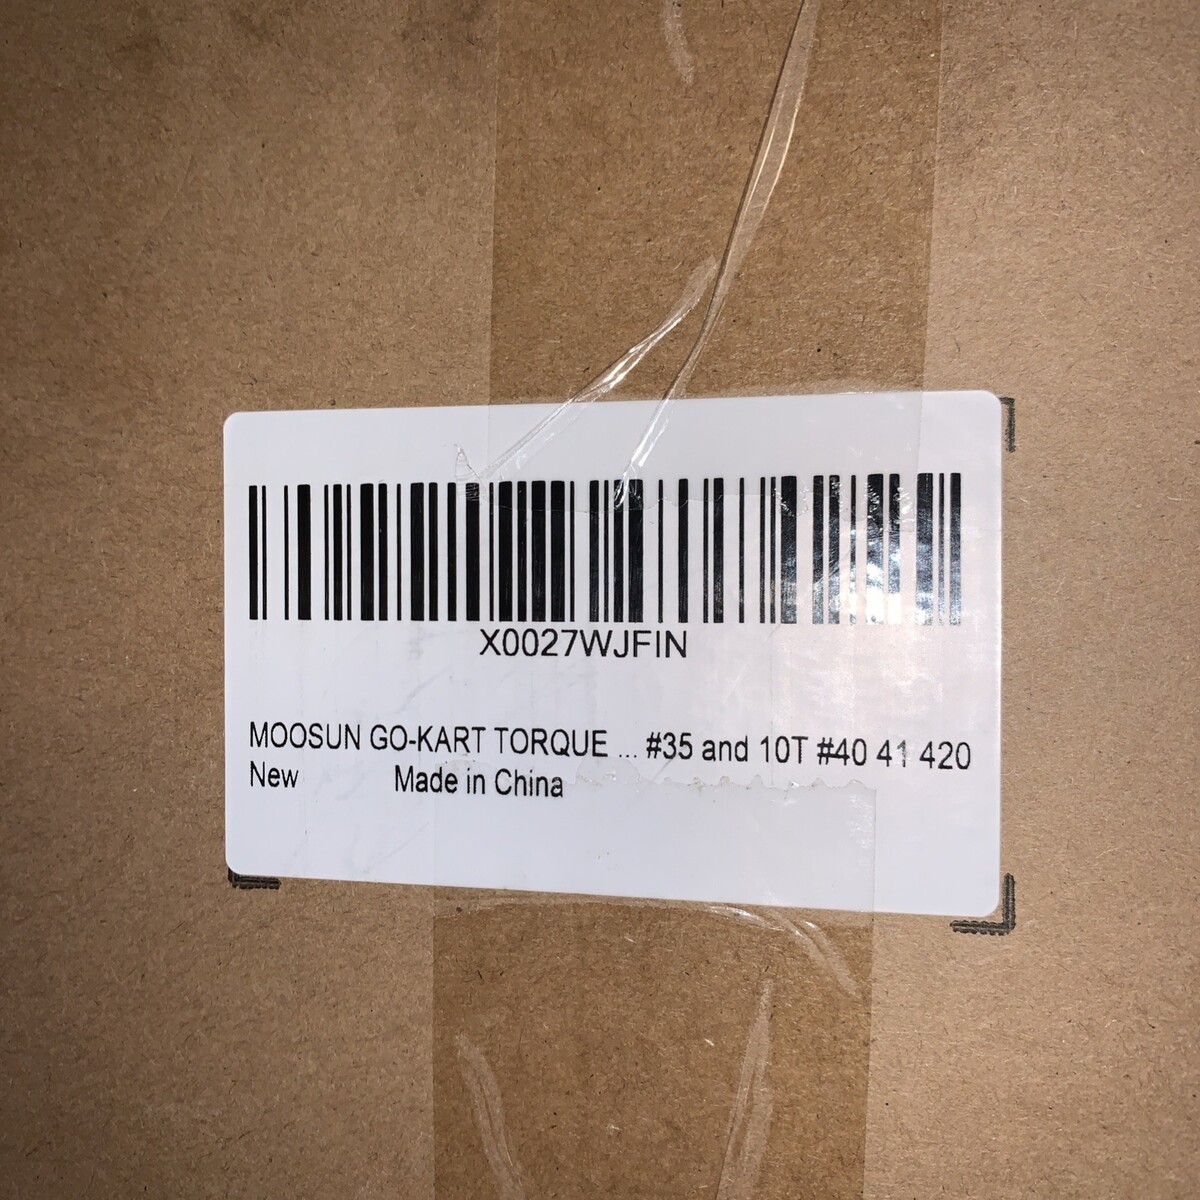 X0027WJFIN
MOOSUN GO-KART TORQUE ... #35 and 10T #40 41 420
New Made in China